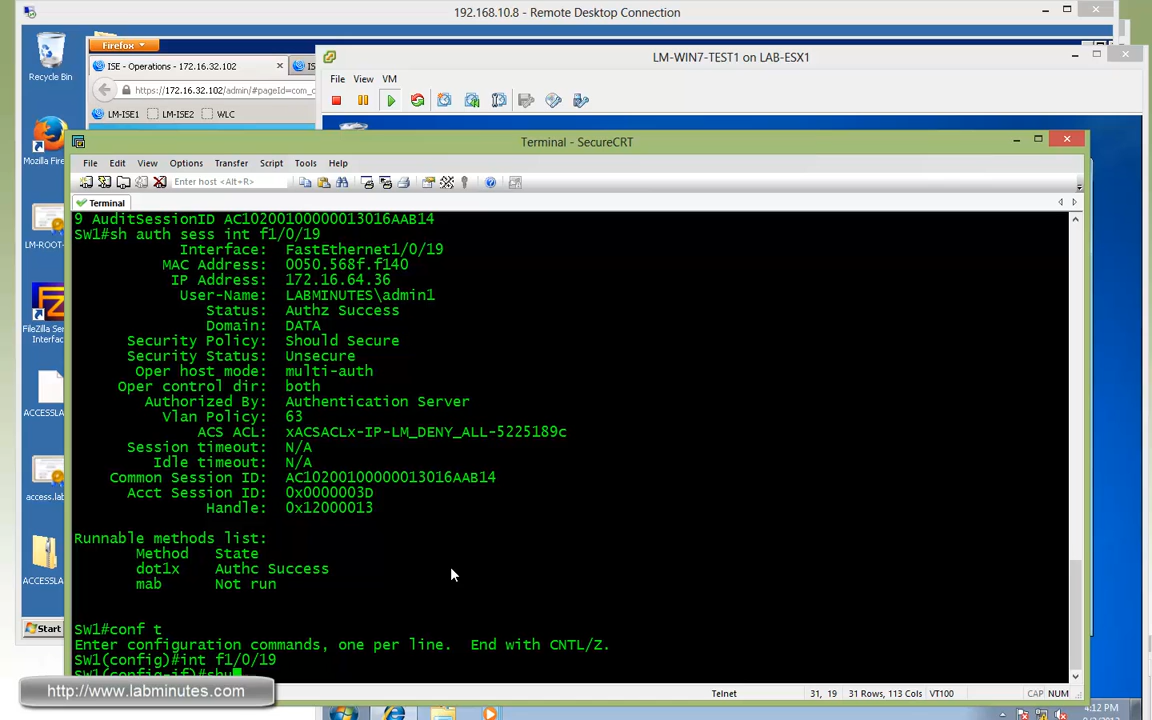 192.168.10.8 - Remote Desktop Connection
Recycle Bin
Firefox
ISE - Operations - 172.16.32.102
https://172.16.32.102/admin/#pageId=com_c
LM-ISE1
LM-ISE2
WLC
LM-WIN7-TEST1 on LAB-ESX1
File View VM
Mozilla Fire
LM-ROOT-
FileZilla Ser
Interface
ACCESSLA
access.lab
ACCESSLA
Start
Terminal - SecureCRT
File Edit View Options Transfer Script Tools Help
Enter host <Alt+R>
Terminal
9 AuditSessionID AC10200100000013016AAB14
SW1#sh auth sess int f1/0/19
Interface: FastEthernet1/0/19
MAC Address: 0050.568f.f140
IP Address: 172.16.64.36
User-Name: LABMINUTES\admin1
Status: Authz Success
Domain: DATA
Security Policy: Should Secure
Security Status: Unsecure
Oper host mode: multi-auth
Oper control dir: both
Authorized By: Authentication Server
Vlan Policy: 63
ACS ACL: xACSACLx-IP-LM_DENY_ALL-5225189c
Session timeout: N/A
Idle timeout: N/A
Common Session ID: AC10200100000013016AAB14
Acct Session ID: 0x0000003D
Handle: 0x12000013
Runnable methods list:
Method State
dot1x Authc Success
mab Not run
SW1#conf t
Enter configuration commands, one per line. End with CNTL/Z.
SW1(config)#int f1/0/19
SW1(config-if)#shu
http://www.labminutes.com
Telnet
31, 19
31 Rows, 113 Cols
VT100
CAP NUM
4:12 PM